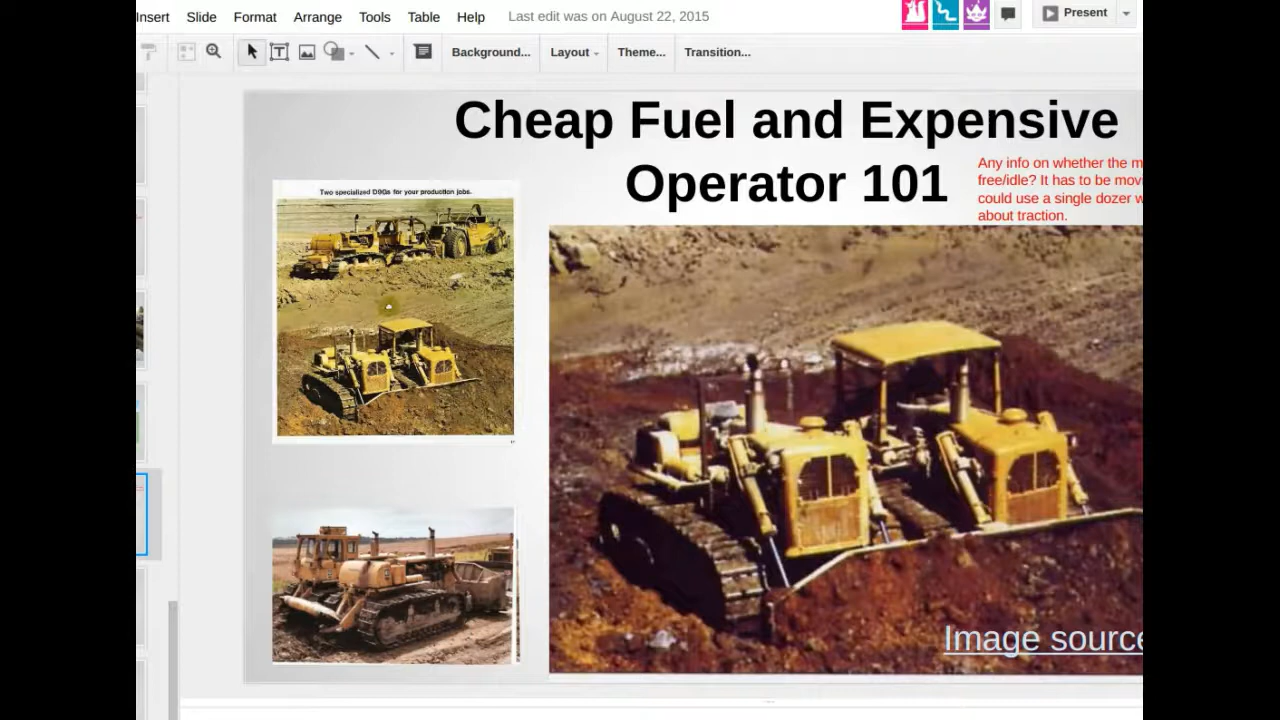 Insert Slide Format Arrange Tools Table Help Last edit was on August 22, 2015 Present
Background... Layout Theme... Transition...
Cheap Fuel and Expensive
Operator 101
Any info on whether the m
free/idle? It has to be mov
could use a single dozer w
about traction.
Two specialized D9Gs for your production jobs.
Image source